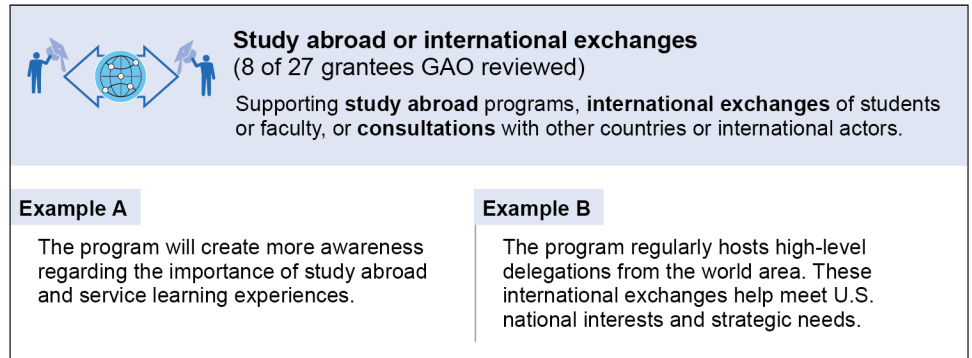 Study abroad or international exchanges
(8 of 27 grantees GAO reviewed)
Supporting study abroad programs, international exchanges of students
or faculty, or consultations with other countries or international actors.
Example A
The program will create more awareness
regarding the importance of study abroad
and service learning experiences.
Example B
The program regularly hosts high-level
delegations from the world area. These
international exchanges help meet U.S.
national interests and strategic needs.